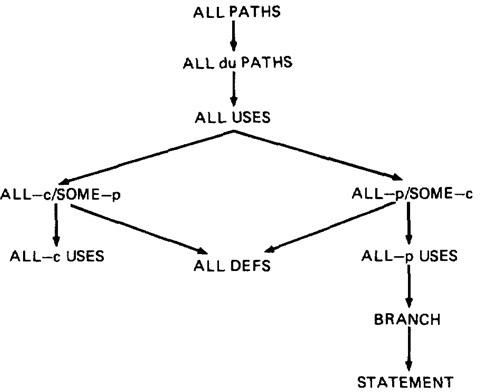 ALL PATHS
ALL du PATHS
ALL USES
ALL–c/SOME–p
ALL–p/SOME–c
ALL–c USES
ALL DEFS
ALL–p USES
BRANCH
STATEMENT